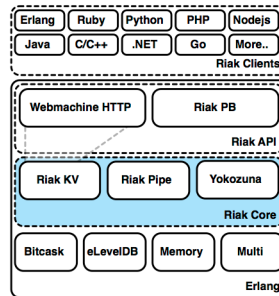 Erlang Ruby Python PHP Nodejs
Java C/C++ .NET Go More..
Riak Clients
Webmachine HTTP Riak PB
Riak API
Riak KV Riak Pipe Yokozuna
Riak Core
Bitcask eLevelDB Memory Multi
Erlang